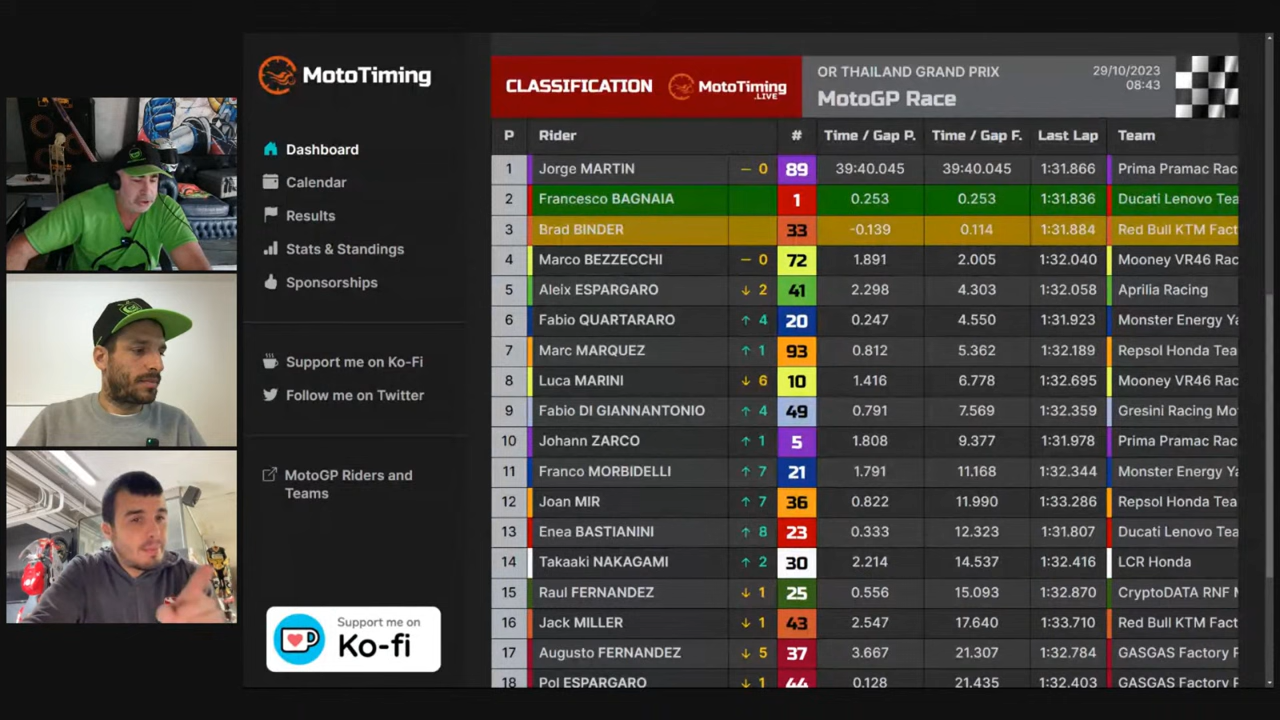 MotoTiming
Dashboard
Calendar
Results
Stats & Standings
Sponsorships
Support me on Ko-Fi
Follow me on Twitter
MotoGP Riders and
Teams
Support me on
Ko-fi
CLASSIFICATION MotoTiming
.LIVE
OR THAILAND GRAND PRIX 29/10/2023
MotoGP Race 08:43
P Rider # Time / Gap P. Time / Gap F. Last Lap Team
1 Jorge MARTIN – 0 89 39:40.045 39:40.045 1:31.866 Prima Pramac Rac
2 Francesco BAGNAIA 1 0.253 0.253 1:31.836 Ducati Lenovo Tea
3 Brad BINDER 33 -0.139 0.114 1:31.884 Red Bull KTM Fact
4 Marco BEZZECCHI – 0 72 1.891 2.005 1:32.040 Mooney VR46 Rac
5 Aleix ESPARGARO ↓ 2 41 2.298 4.303 1:32.058 Aprilia Racing
6 Fabio QUARTARARO ↑ 4 20 0.247 4.550 1:31.923 Monster Energy Ya
7 Marc MARQUEZ ↑ 1 93 0.812 5.362 1:32.189 Repsol Honda Tea
8 Luca MARINI ↓ 6 10 1.416 6.778 1:32.695 Mooney VR46 Rac
9 Fabio DI GIANNANTONIO ↑ 4 49 0.791 7.569 1:32.359 Gresini Racing Mo
10 Johann ZARCO ↑ 1 5 1.808 9.377 1:31.978 Prima Pramac Rac
11 Franco MORBIDELLI ↑ 7 21 1.791 11.168 1:32.344 Monster Energy Ya
12 Joan MIR ↑ 7 36 0.822 11.990 1:33.286 Repsol Honda Tea
13 Enea BASTIANINI ↑ 8 23 0.333 12.323 1:31.807 Ducati Lenovo Tea
14 Takaaki NAKAGAMI ↑ 2 30 2.214 14.537 1:32.416 LCR Honda
15 Raul FERNANDEZ ↓ 1 25 0.556 15.093 1:32.870 CryptoDATA RNF M
16 Jack MILLER ↓ 1 43 2.547 17.640 1:33.710 Red Bull KTM Fact
17 Augusto FERNANDEZ ↓ 5 37 3.667 21.307 1:32.784 GASGAS Factory R
18 Pol ESPARGARO ↓ 1 44 0.128 21.435 1:32.403 GASGAS Factory R